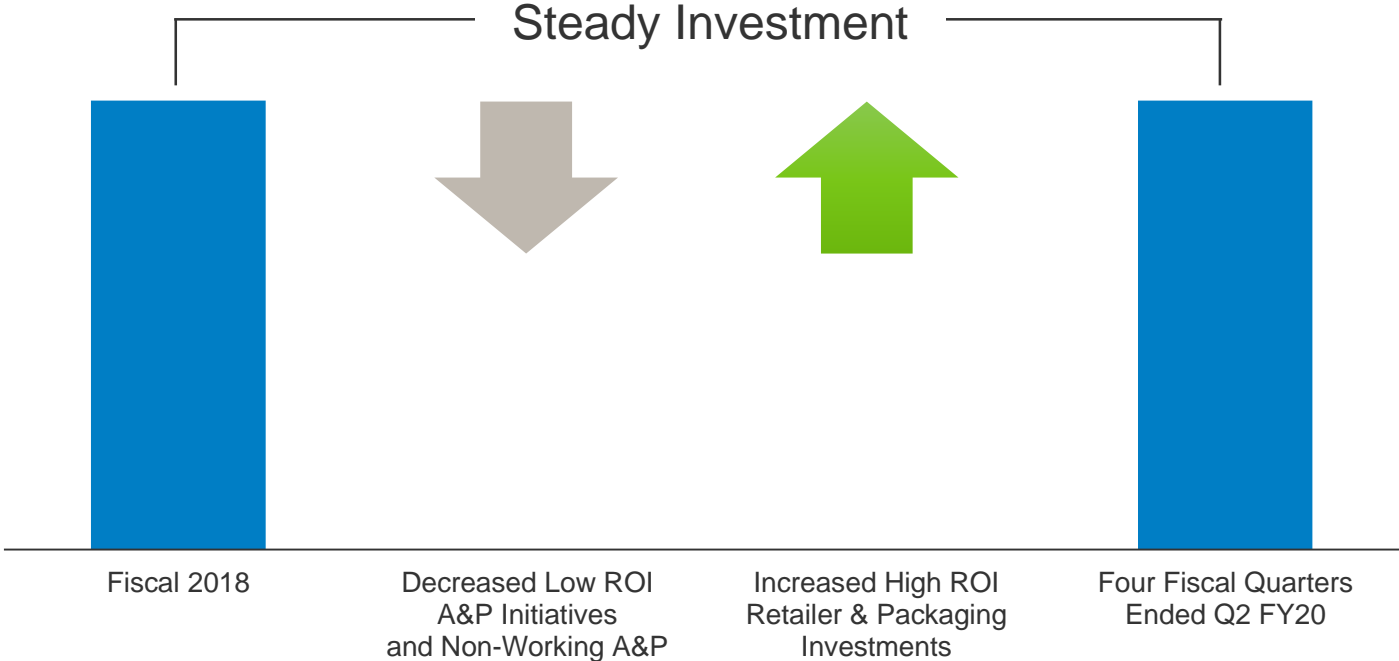 Steady Investment
Fiscal 2018
Decreased Low ROI
A&P Initiatives
and Non-Working A&P
Increased High ROI
Retailer & Packaging
Investments
Four Fiscal Quarters
Ended Q2 FY20